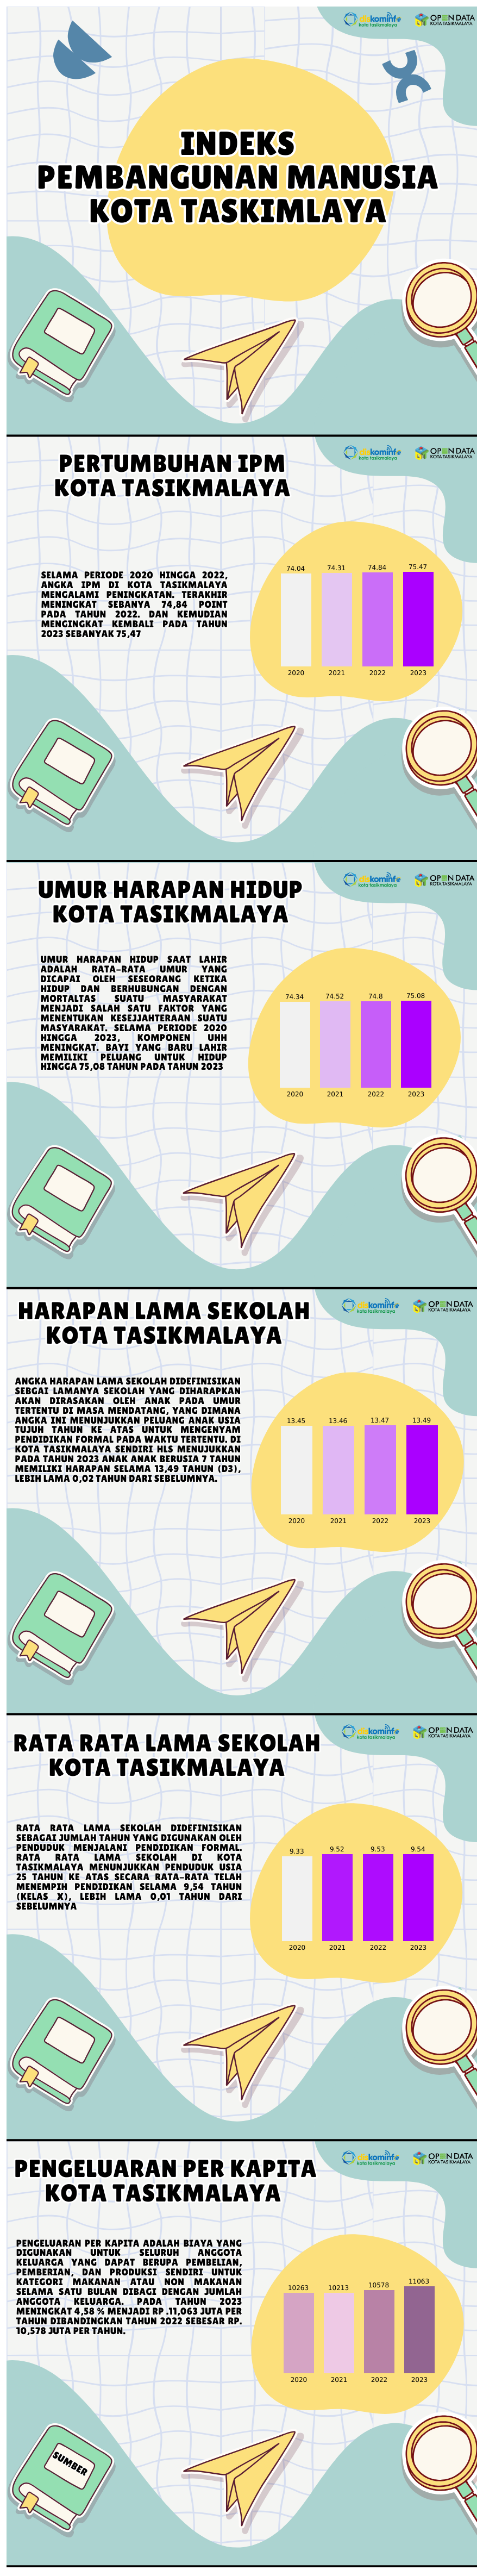 diskominfo
kota tasikmalaya
OPEN DATA
KOTA TASIKMALAYA
INDEKS
PEMBANGUNAN MANUSIA
KOTA TASKIMLAYA
kominfo
kota tasikmalaya
OPEN DATA
KOTA TASIKMALAYA
PERTUMBUHAN IPM
KOTA TASIKMALAYA
SELAMA PERIODE 2020 HINGGA 2022,
ANGKA IPM DI KOTA TASIKMALAYA
MENGALAMI PENINGKATAN. TERAKHIR
MENINGKAT SEBANYA 74,84 POINT
PADA TAHUN 2022. DAN KEMUDIAN
MENGINGKAT KEMBALI PADA TAHUN
2023 SEBANYAK 75,47
74.04 74.31 74.84 75.47
2020 2021 2022 2023
kominfo
kota tasikmalaya
OPEN DATA
KOTA TASIKMALAYA
UMUR HARAPAN HIDUP
KOTA TASIKMALAYA
UMUR HARAPAN HIDUP SAAT LAHIR
ADALAH RATA-RATA UMUR YANG
DICAPAI OLEH SESEORANG KETIKA
HIDUP DAN BERHUBUNGAN DENGAN
MORTALTAS SUATU MASYARAKAT
MENJADI SALAH SATU FAKTOR YANG
MENENTUKAN KESEJJAHTERAAN SUATU
MASYARAKAT. SELAMA PERIODE 2020
HINGGA 2023, KOMPONEN UHH
MENINGKAT. BAYI YANG BARU LAHIR
MEMILIKI PELUANG UNTUK HIDUP
HINGGA 75,08 TAHUN PADA TAHUN 2023
74.34 74.52 74.8 75.08
2020 2021 2022 2023
kominfo
kota tasikmalaya
OPEN DATA
KOTA TASIKMALAYA
HARAPAN LAMA SEKOLAH
KOTA TASIKMALAYA
ANGKA HARAPAN LAMA SEKOLAH DIDEFINISIKAN
SEBGAI LAMANYA SEKOLAH YANG DIHARAPKAN
AKAN DIRASAKAN OLEH ANAK PADA UMUR
TERTENTU DI MASA MENDATANG, YANG DIMANA
ANGKA INI MENUNJUKKAN PELUANG ANAK USIA
TUJUH TAHUN KE ATAS UNTUK MENGENYAM
PENDIDIKAN FORMAL PADA WAKTU TERTENTU. DI
KOTA TASIKMALAYA SENDIRI HLS MENUJUKKAN
PADA TAHUN 2023 ANAK ANAK BERUSIA 7 TAHUN
MEMILIKI HARAPAN SELAMA 13,49 TAHUN (D3),
LEBIH LAMA 0,02 TAHUN DARI SEBELUMNYA.
13.45 13.46 13.47 13.49
2020 2021 2022 2023
kominfo
kota tasikmalaya
OPEN DATA
KOTA TASIKMALAYA
RATA RATA LAMA SEKOLAH
KOTA TASIKMALAYA
RATA RATA LAMA SEKOLAH DIDEFINISIKAN
SEBAGAI JUMLAH TAHUN YANG DIGUNAKAN OLEH
PENDUDUK MENJALANI PENDIDIKAN FORMAL.
RATA RATA LAMA SEKOLAH DI KOTA
TASIKMALAYA MENUNJUKKAN PENDUDUK USIA
25 TAHUN KE ATAS SECARA RATA-RATA TELAH
MENEMPIH PENDIDIKAN SELAMA 9,54 TAHUN
(KELAS X), LEBIH LAMA 0,01 TAHUN DARI
SEBELUMNYA
9.33 9.52 9.53 9.54
2020 2021 2022 2023
kominfo
kota tasikmalaya
OPEN DATA
KOTA TASIKMALAYA
PENGELUARAN PER KAPITA
KOTA TASIKMALAYA
PENGELUARAN PER KAPITA ADALAH BIAYA YANG
DIGUNAKAN UNTUK SELURUH ANGGOTA
KELUARGA YANG DAPAT BERUPA PEMBELIAN,
PEMBERIAN, DAN PRODUKSI SENDIRI UNTUK
KATEGORI MAKANAN ATAU NON MAKANAN
SELAMA SATU BULAN DIBAGI DENGAN JUMLAH
ANGGOTA KELUARGA. PADA TAHUN 2023
MENINGKAT 4,58 % MENJADI RP .11,063 JUTA PER
TAHUN DIBANDINGKAN TAHUN 2022 SEBESAR RP.
10,578 JUTA PER TAHUN.
10263 10213 10578 11063
2020 2021 2022 2023
SUMBER